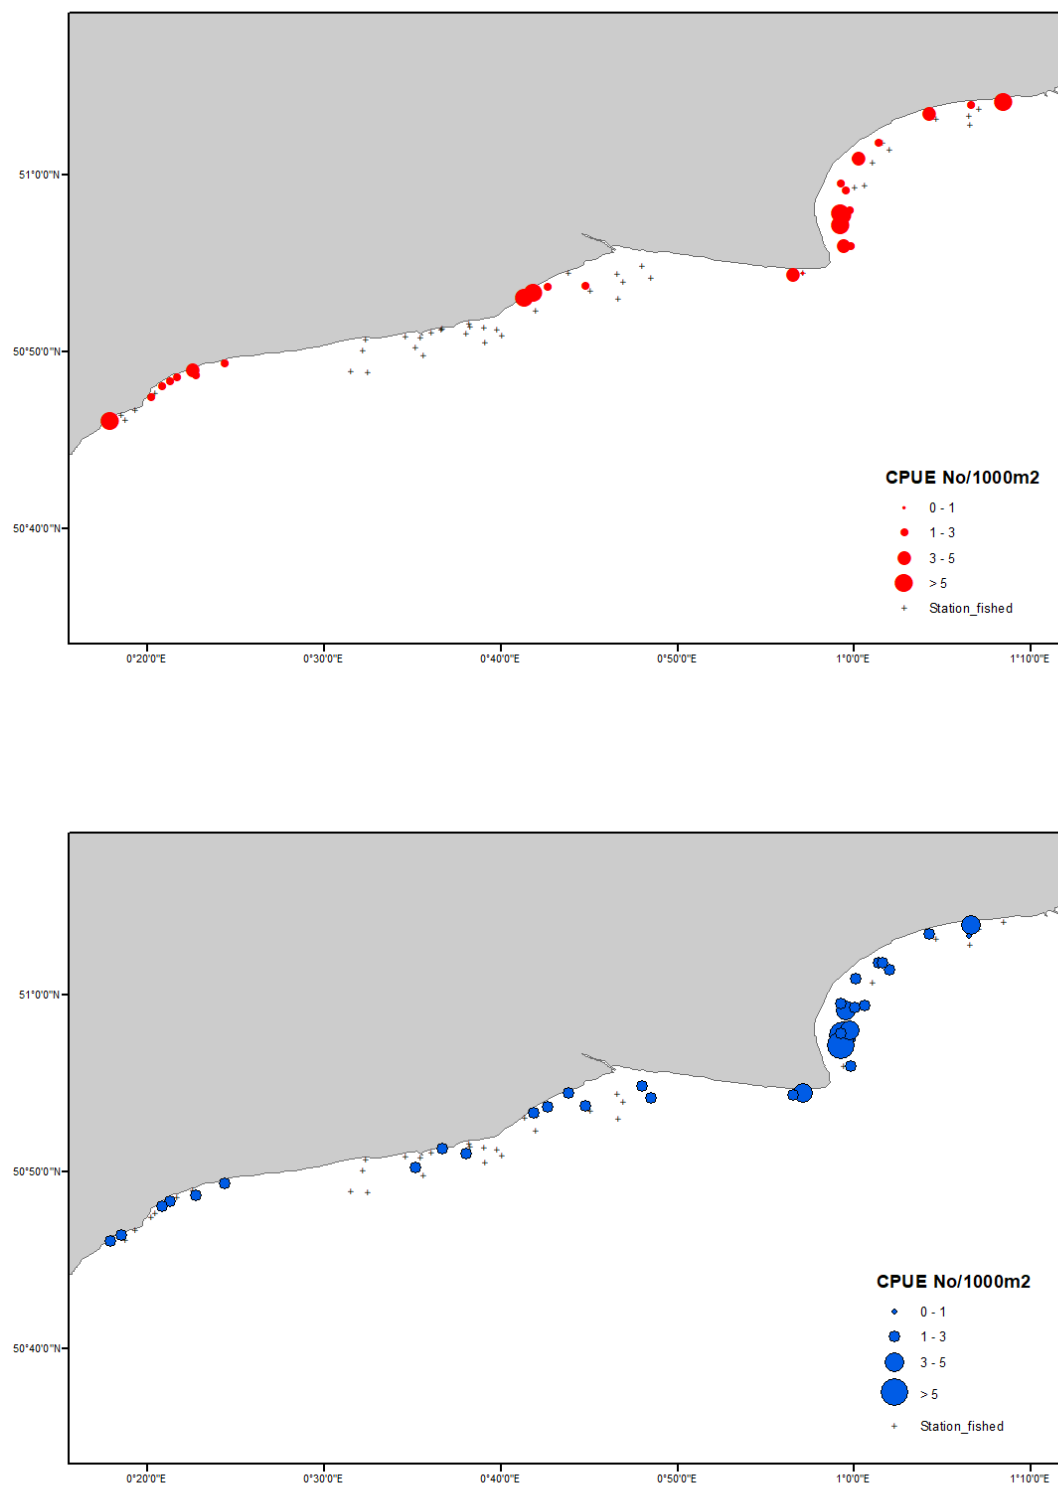 51°0'0"N
50°50'0"N
50°40'0"N
CPUE No/1000m2
0 - 1
1 - 3
3 - 5
> 5
Station_fished
0°20'0"E 0°30'0"E 0°40'0"E 0°50'0"E 1°0'0"E 1°10'0"E
51°0'0"N
50°50'0"N
50°40'0"N
CPUE No/1000m2
0 - 1
1 - 3
3 - 5
> 5
Station_fished
0°20'0"E 0°30'0"E 0°40'0"E 0°50'0"E 1°0'0"E 1°10'0"E